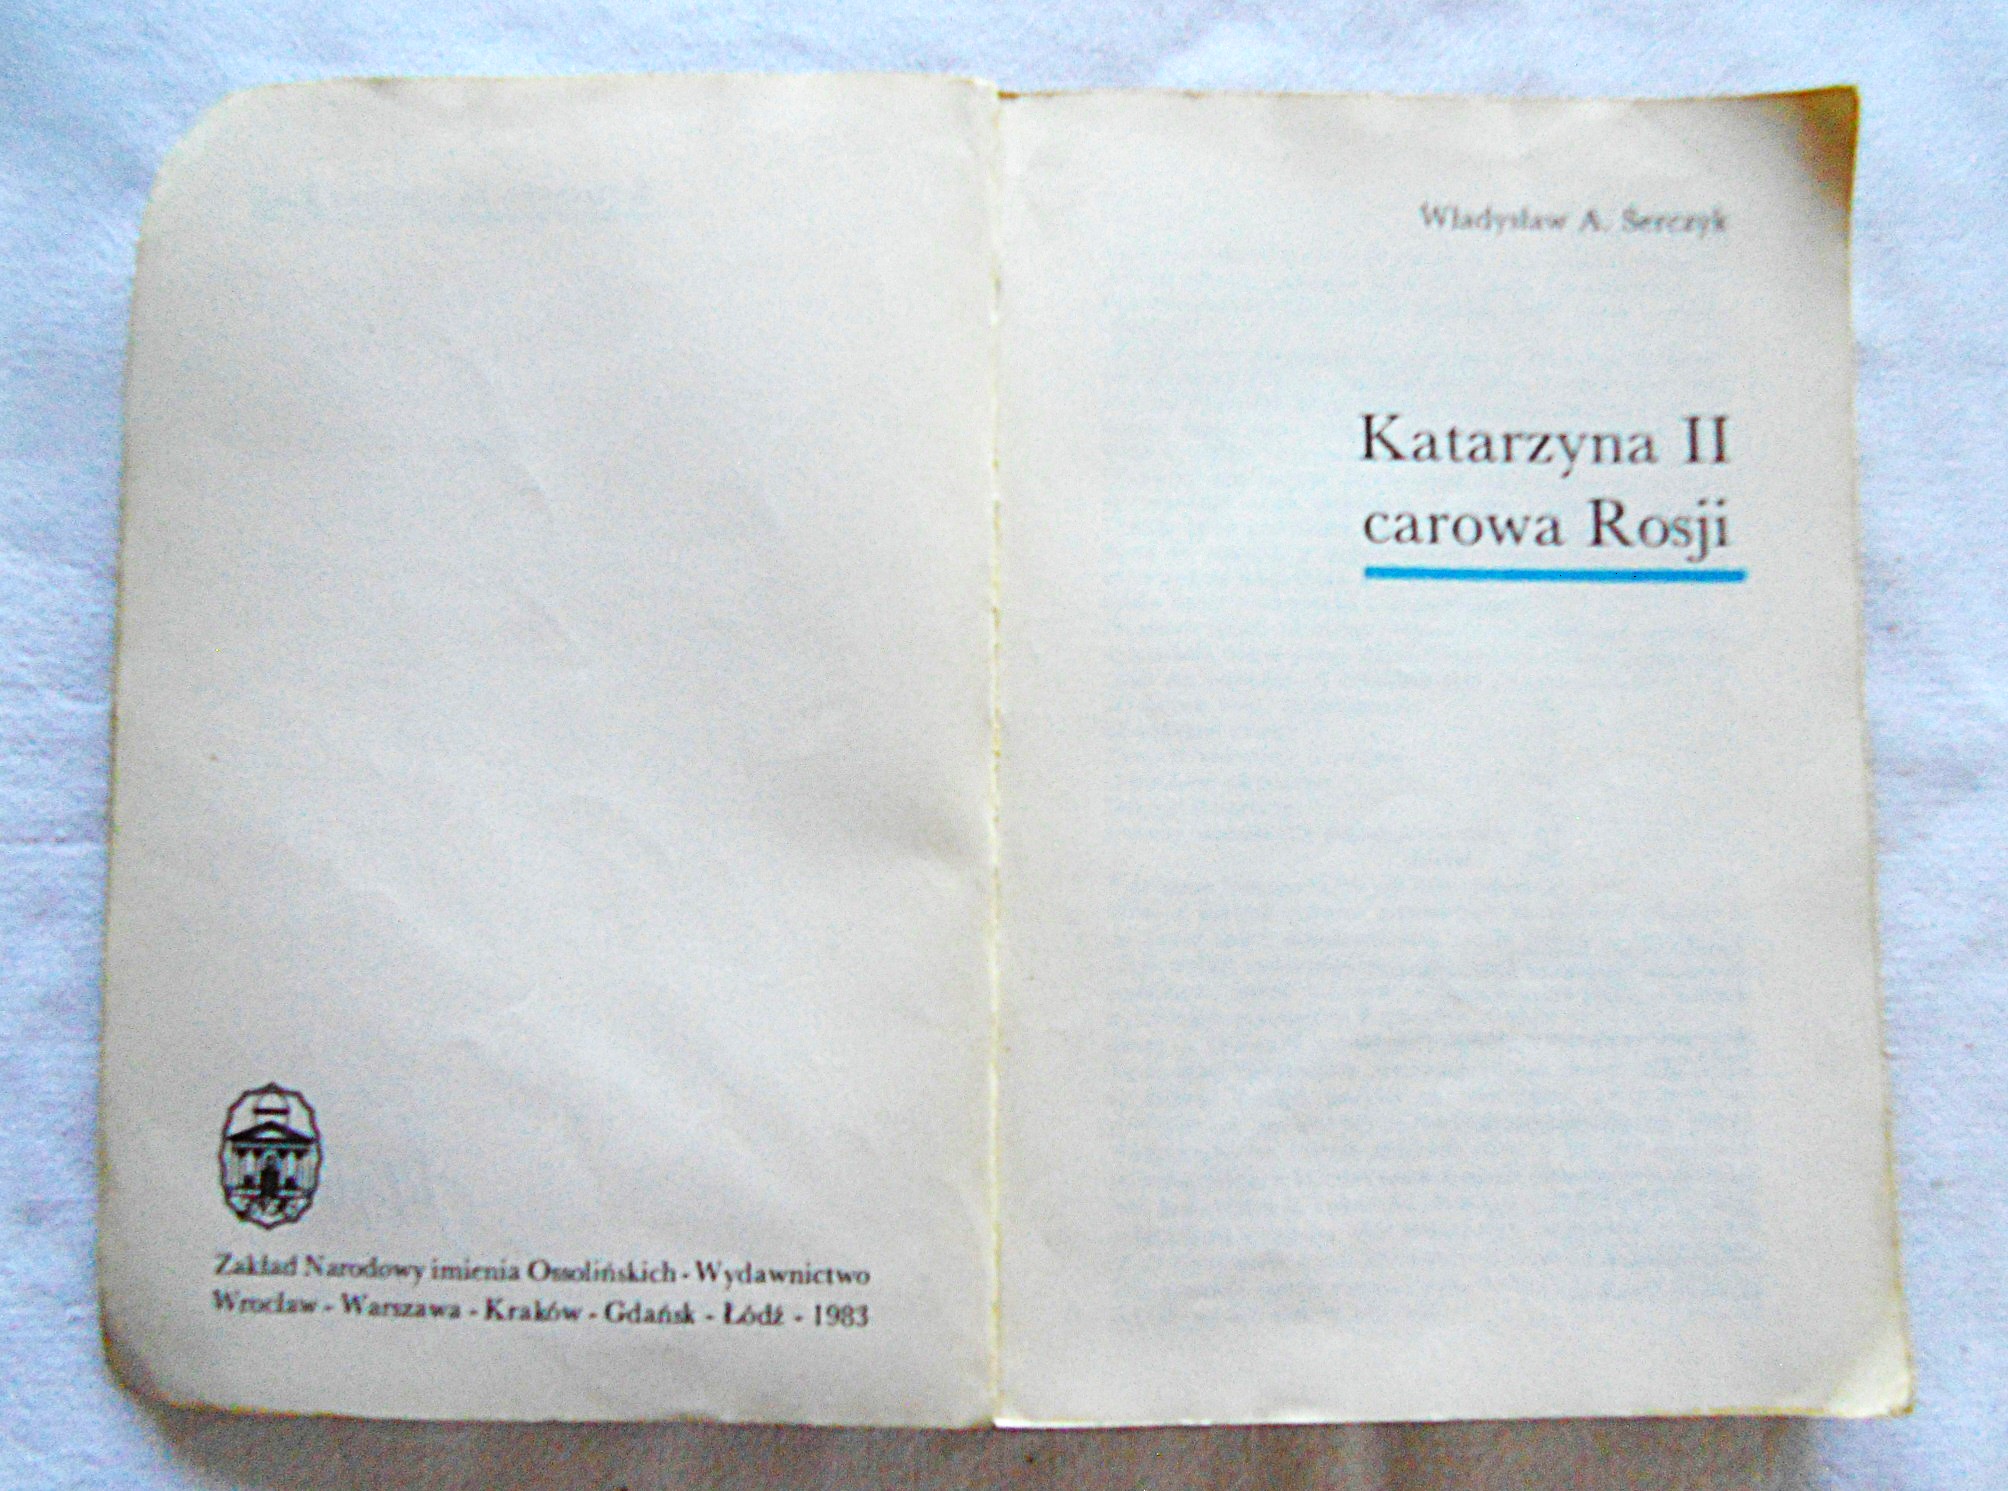 Zakład Narodowy imienia Ossolińskich - Wydawnictwo
Wrocław - Warszawa - Kraków - Gdańsk - Łódź - 1983
Władysław A. Serczyk
Katarzyna II
carowa Rosji